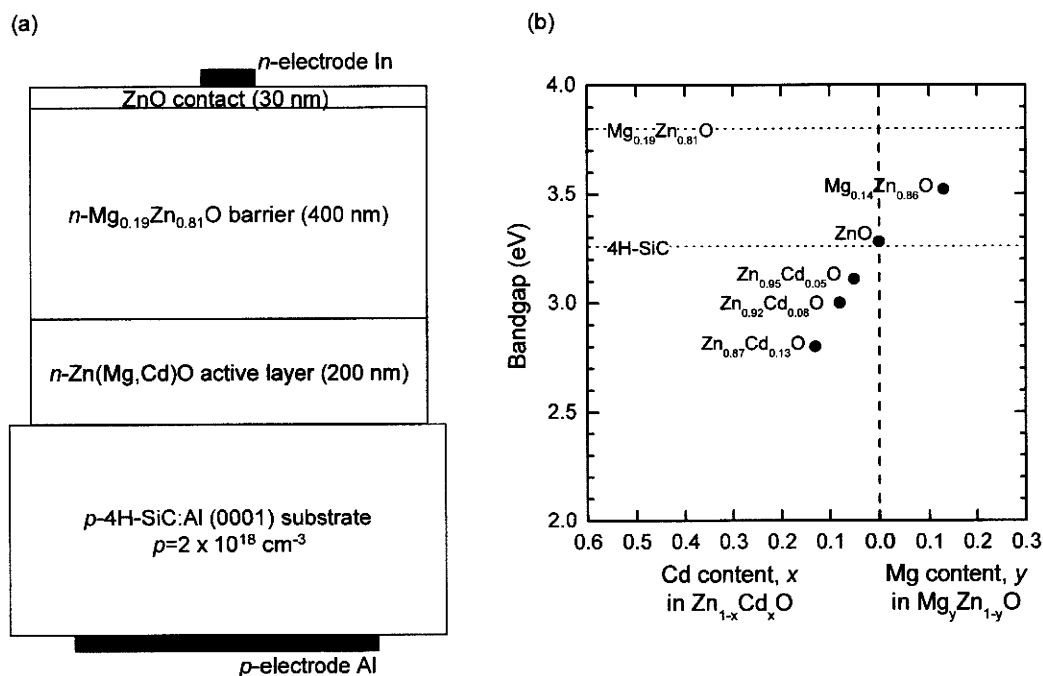 (a)
n-electrode In
ZnO contact (30 nm)
n-Mg0.19Zn0.81O barrier (400 nm)
n-Zn(Mg,Cd)O active layer (200 nm)
p-4H-SiC:Al (0001) substrate
p=2 x 10^18 cm^-3
p-electrode Al
(b)
4.0
3.5
3.0
2.5
2.0
Bandgap (eV)
Mg0.19Zn0.81O
Mg0.14Zn0.86O
ZnO
4H-SiC
Zn0.95Cd0.05O
Zn0.92Cd0.08O
Zn0.87Cd0.13O
0.6 0.5 0.4 0.3 0.2 0.1 0.0 0.1 0.2 0.3
Cd content, x
in Zn1-xCdxO
Mg content, y
in MgyZn1-yO